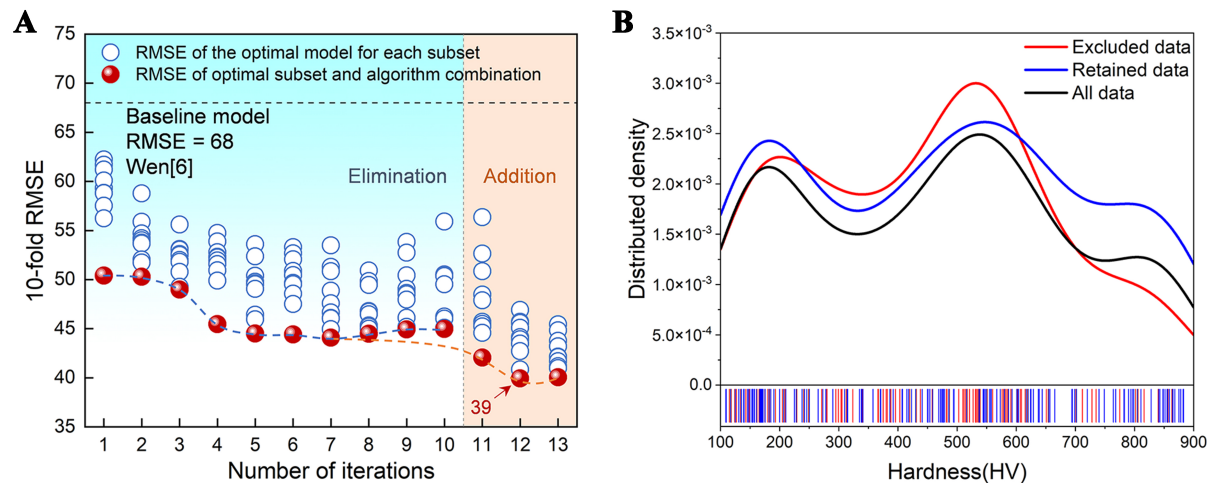 A
75
70
65
60
55
50
45
40
35
10-fold RMSE
RMSE of the optimal model for each subset
RMSE of optimal subset and algorithm combination
Baseline model
RMSE = 68
Wen[6]
Elimination
Addition
39
1 2 3 4 5 6 7 8 9 10 11 12 13
Number of iterations
B
3.5×10⁻³
3.0×10⁻³
2.5×10⁻³
2.0×10⁻³
1.5×10⁻³
1.0×10⁻³
5.0×10⁻⁴
0.0
Distributed density
Excluded data
Retained data
All data
100 200 300 400 500 600 700 800 900
Hardness(HV)